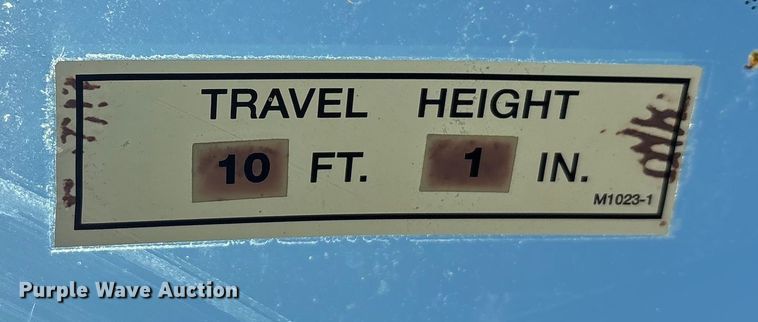 TRAVEL HEIGHT
10 FT. 1 IN.
M1023-1
Purple Wave Auction